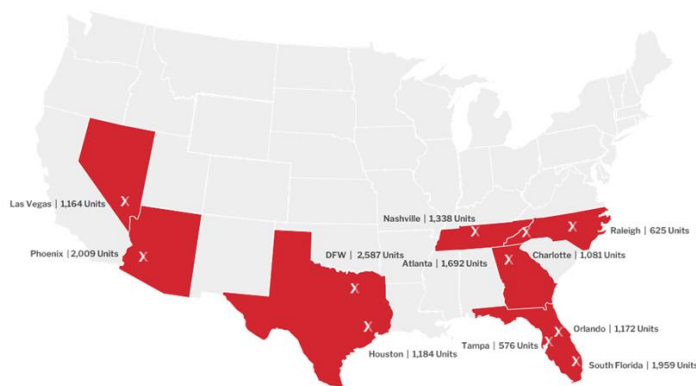 Las Vegas | 1,164 Units
Nashville | 1,338 Units
Raleigh | 625 Units
Phoenix | 2,009 Units
DFW | 2,587 Units
Atlanta | 1,692 Units
Charlotte | 1,081 Units
Orlando | 1,172 Units
Tampa | 576 Units
Houston | 1,184 Units
South Florida | 1,959 Units